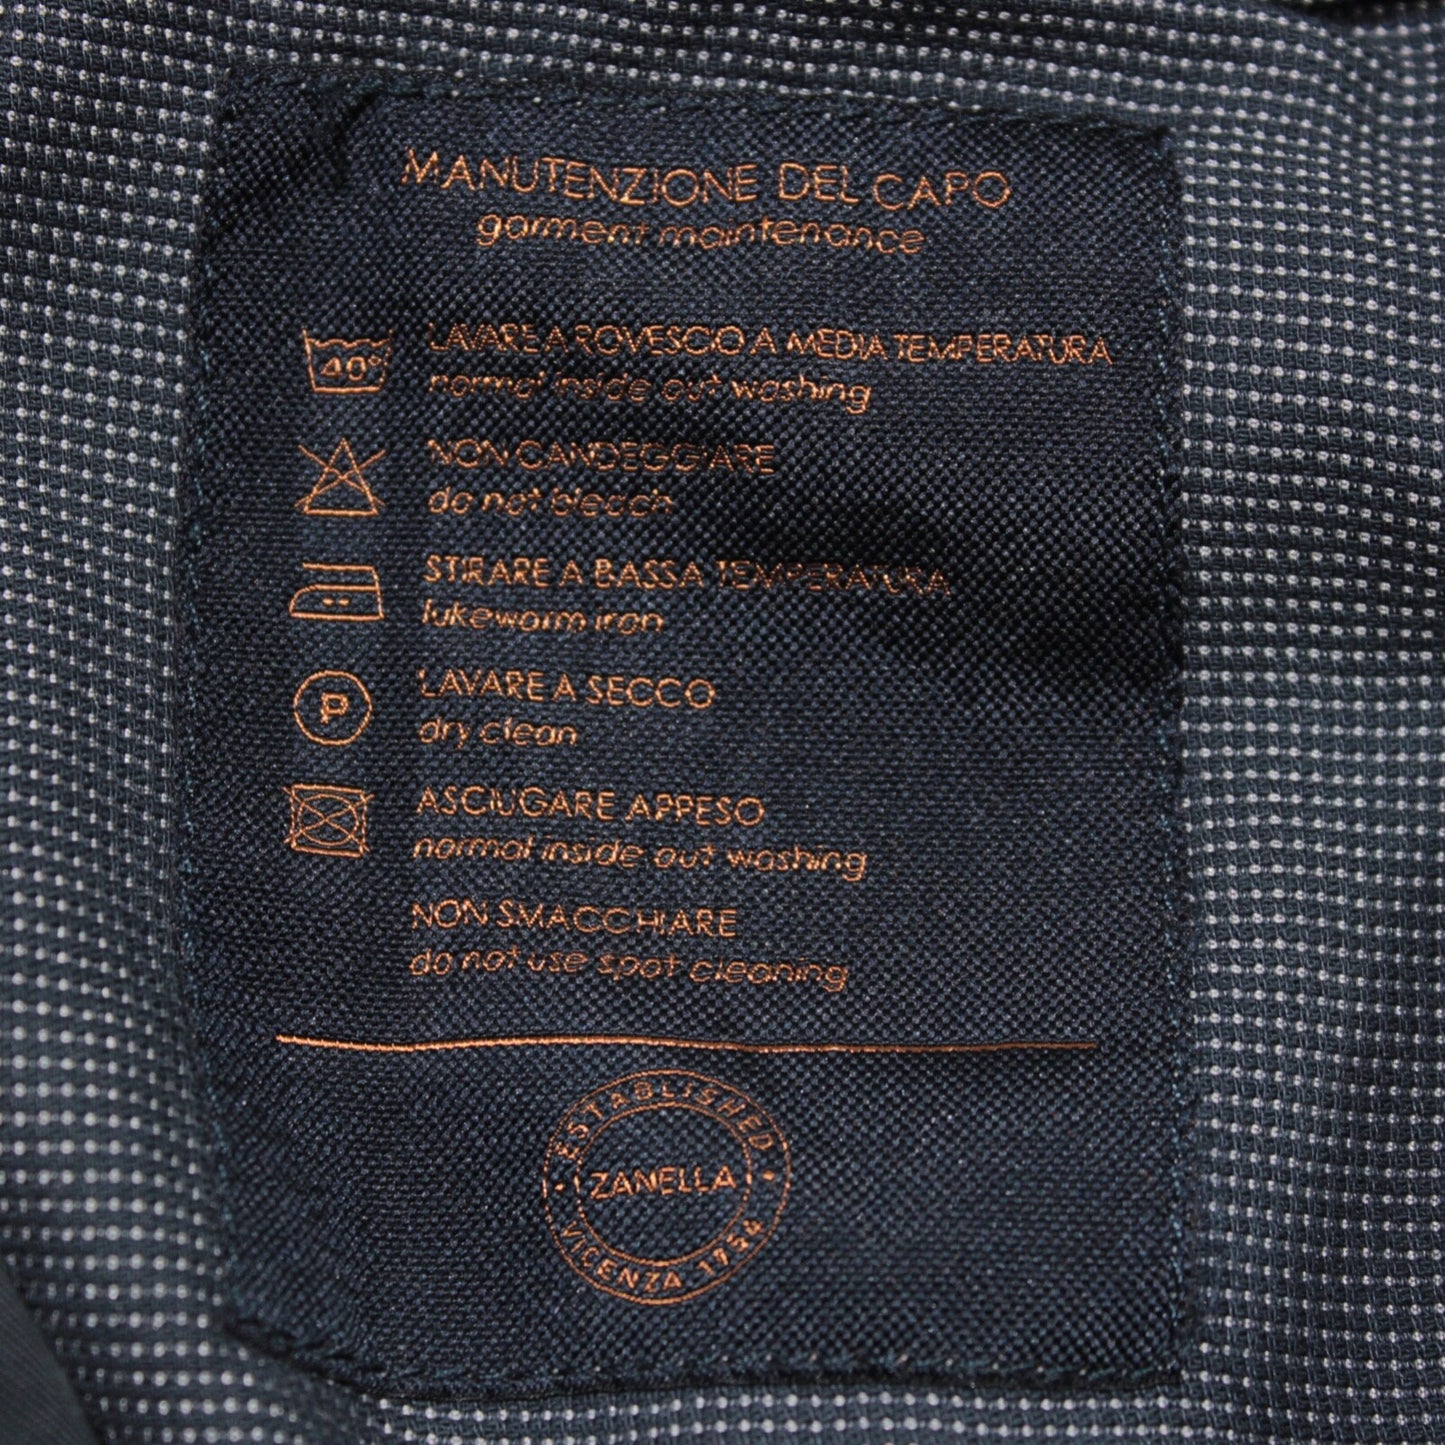 MANUTENZIONE DEL CAPO
garment maintenance
40° LAVARE A ROVESCIO A MEDIA TEMPERATURA
normal inside out washing
NON CANDEGGIARE
do not bleach
STIRARE A BASSA TEMPERATURA
lukewarm iron
P LAVARE A SECCO
dry clean
ASCIUGARE APPESO
normal inside out washing
NON SMACCHIARE
do not use spot cleaning
ESTABLISHED
ZANELLA
VICENZA 1954